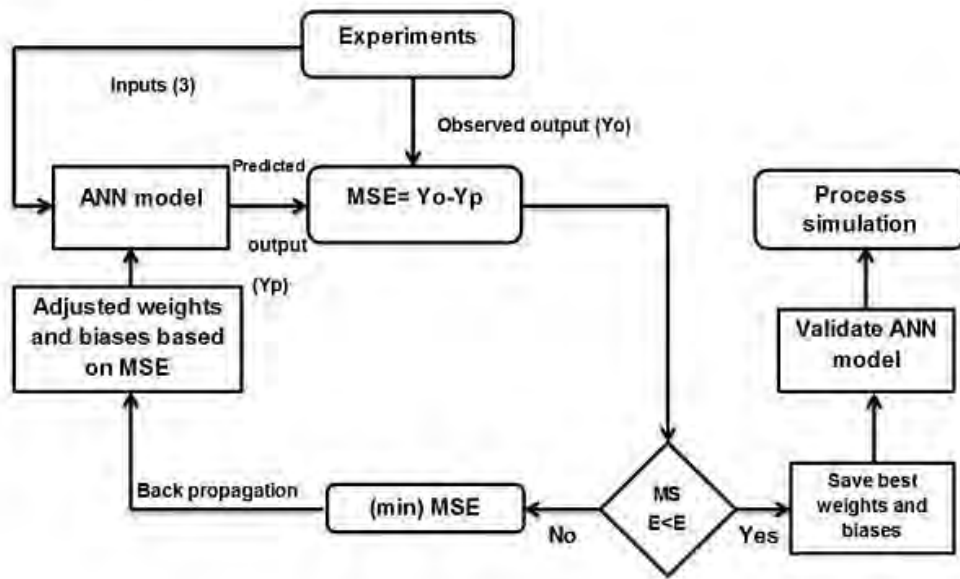 Experiments
Inputs (3)
Observed output (Yo)
Predicted
ANN model
MSE= Yo-Yp
output
(Yp)
Process
simulation
Adjusted weights
and biases based
on MSE
Validate ANN
model
Back propagation
(min) MSE
No
MS
E<E
Yes
Save best
weights and
biases